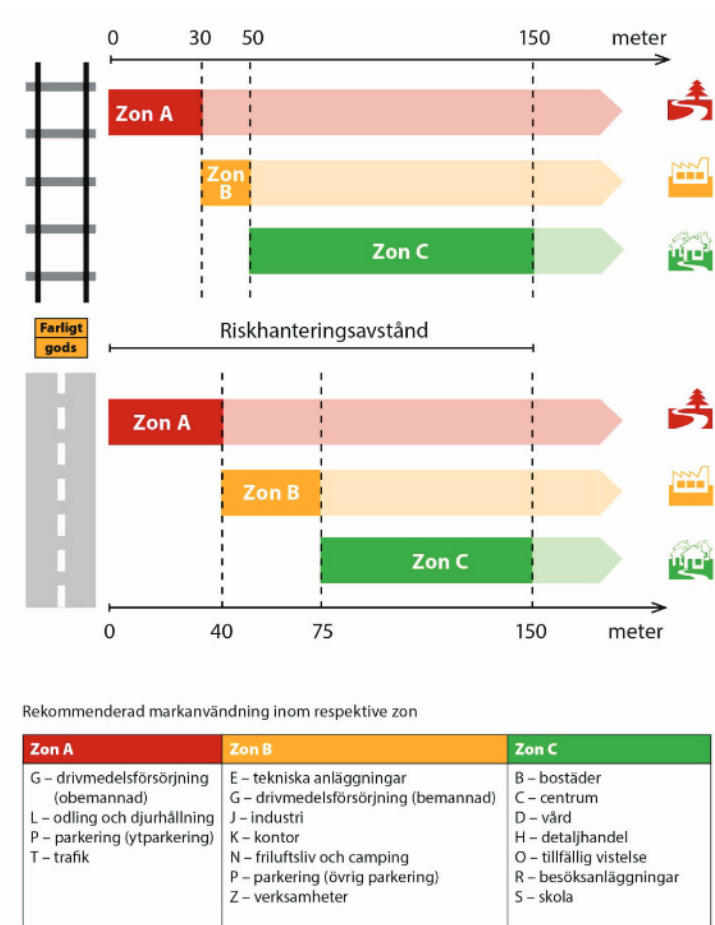 0 30 50 150 meter
Zon A
Zon
B
Zon C
Farligt
gods
Riskhanteringsavstånd
Zon A
Zon B
Zon C
0 40 75 150 meter
Rekommenderad markanvändning inom respektive zon
Zon A
G – drivmedelsförsörjning
(obemannad)
L – odling och djurhållning
P – parkering (ytparkering)
T – trafik
Zon B
E – tekniska anläggningar
G – drivmedelsförsörjning (bemannad)
J – industri
K – kontor
N – friluftsliv och camping
P – parkering (övrig parkering)
Z – verksamheter
Zon C
B – bostäder
C – centrum
D – vård
H – detaljhandel
O – tillfällig vistelse
R – besöksanläggningar
S – skola